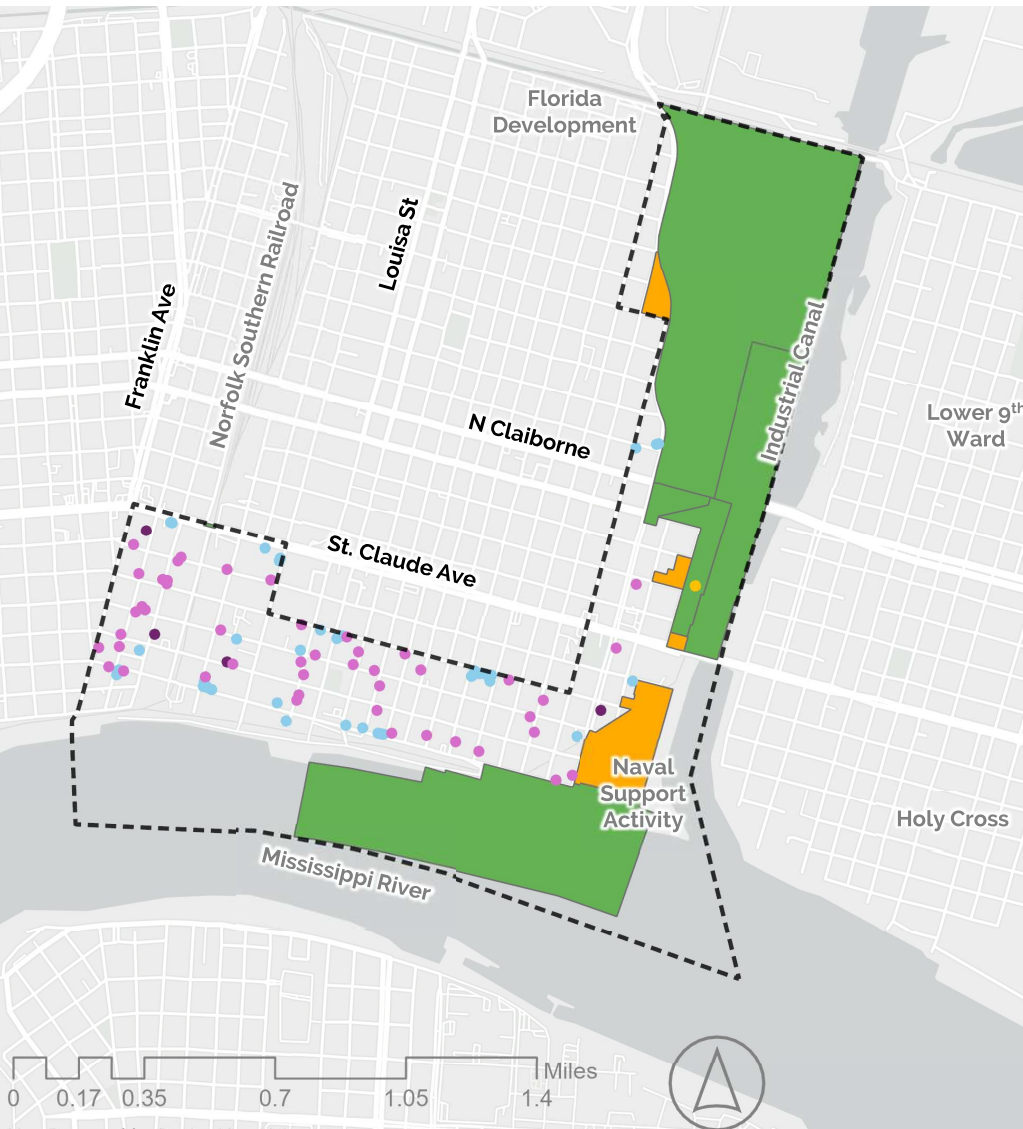 Florida
Development
Louisa St
Norfolk Southern Railroad
Franklin Ave
Industrial Canal
Lower 9th
Ward
N Claiborne
St. Claude Ave
Naval
Support
Activity
Holy Cross
Mississippi River
Miles
0 0.17 0.35 0.7 1.05 1.4